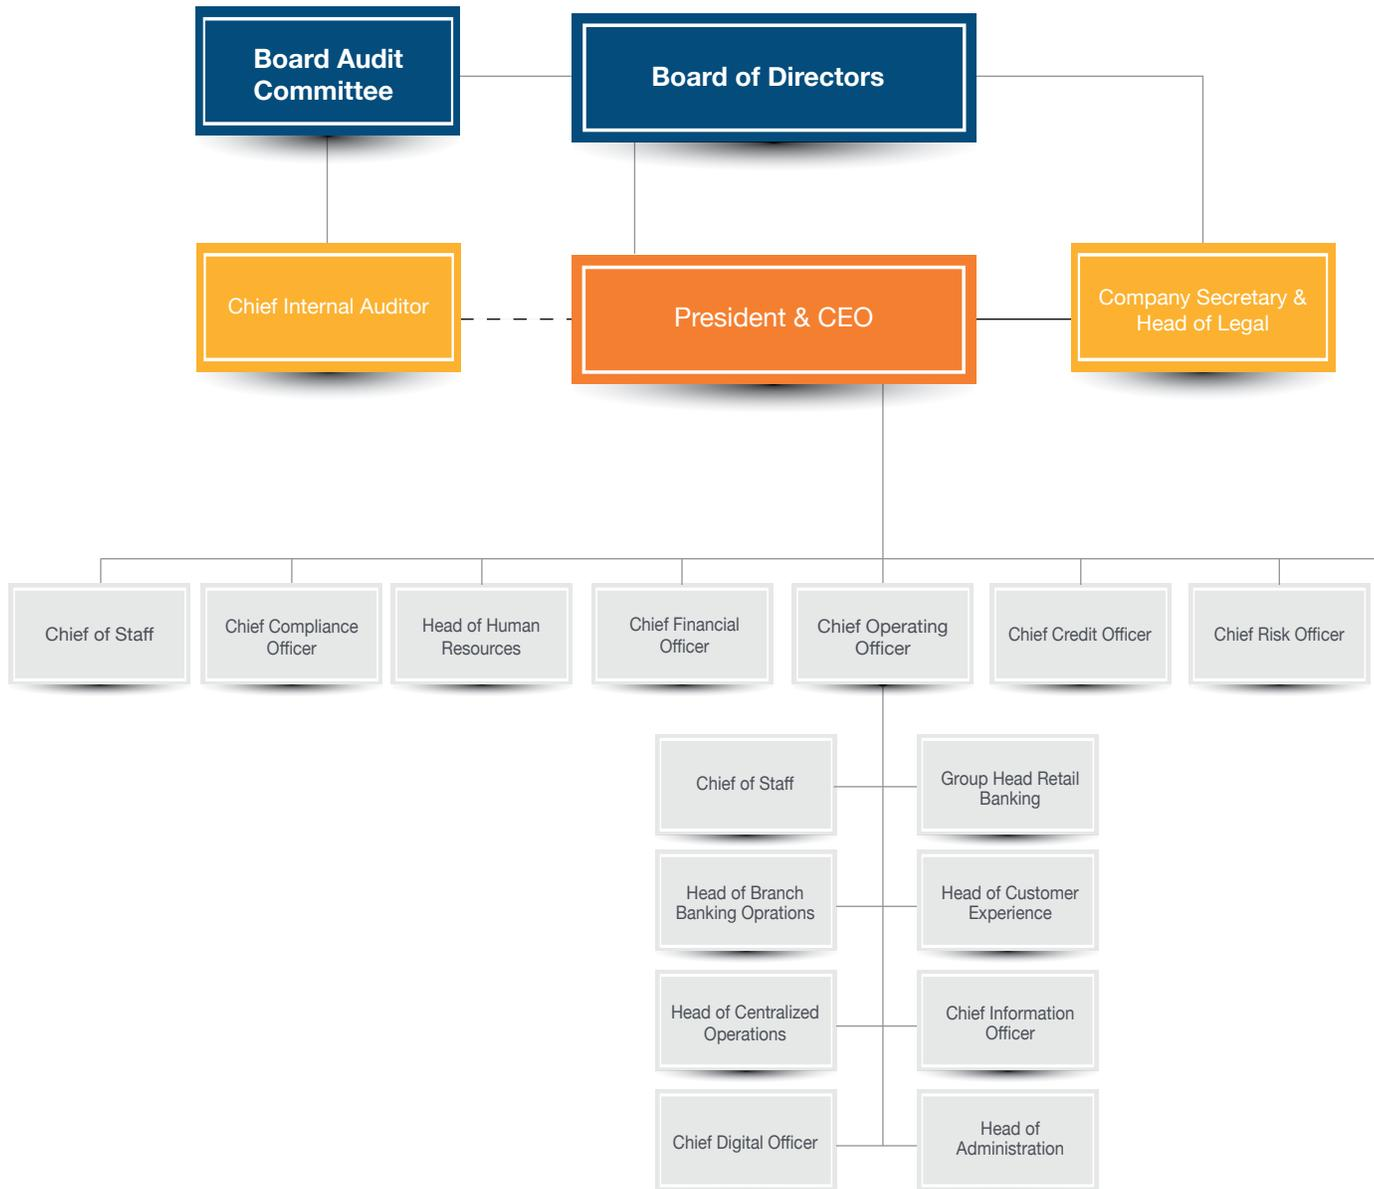 Board Audit
Committee
Board of Directors
Chief Internal Auditor
President & CEO
Company Secretary &
Head of Legal
Chief of Staff
Chief Compliance
Officer
Head of Human
Resources
Chief Financial
Officer
Chief Operating
Officer
Chief Credit Officer
Chief Risk Officer
Chief of Staff
Group Head Retail
Banking
Head of Branch
Banking Oprations
Head of Customer
Experience
Head of Centralized
Operations
Chief Information
Officer
Chief Digital Officer
Head of
Administration